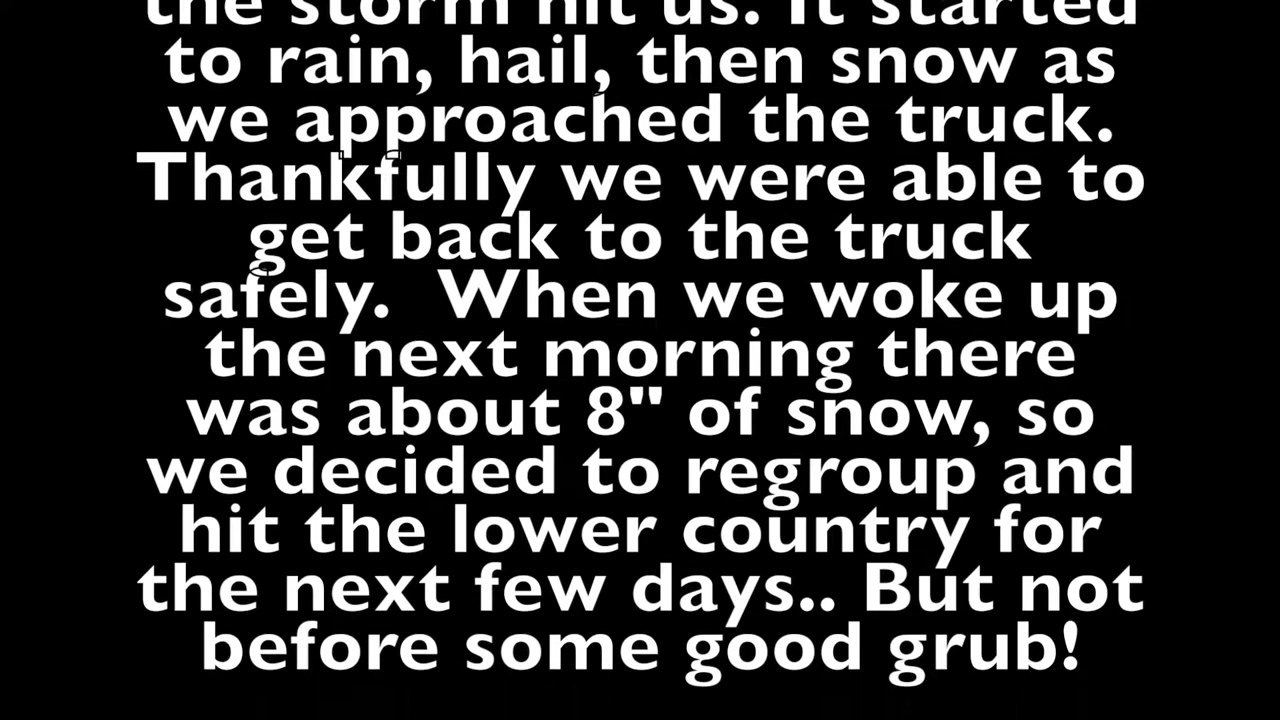 the storm hit us. It started
to rain, hail, then snow as
we approached the truck.
Thankfully we were able to
get back to the truck
safely.  When we woke up
the next morning there
was about 8" of snow, so
we decided to regroup and
hit the lower country for
the next few days.. But not
before some good grub!